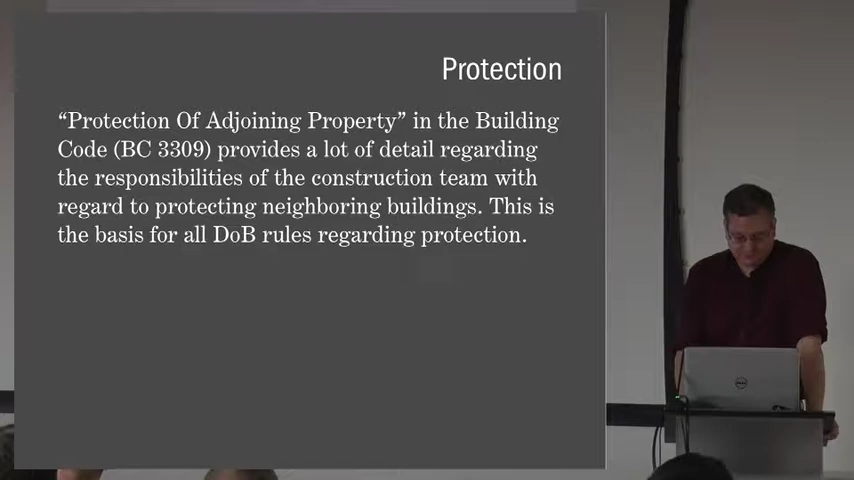 Protection
“Protection Of Adjoining Property” in the Building
Code (BC 3309) provides a lot of detail regarding
the responsibilities of the construction team with
regard to protecting neighboring buildings. This is
the basis for all DoB rules regarding protection.
DELL